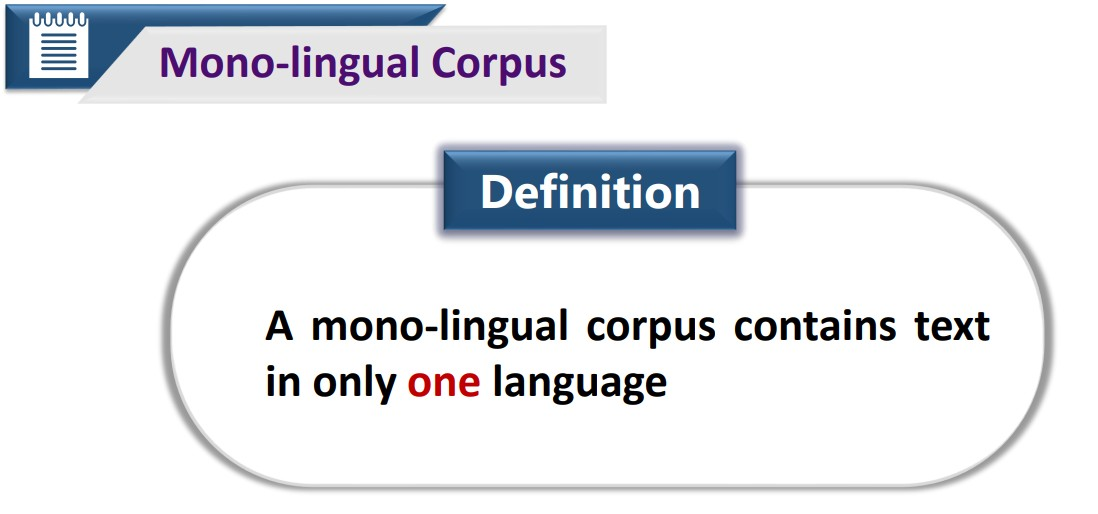 Mono-lingual Corpus
Definition
A mono-lingual corpus contains text
in only one language